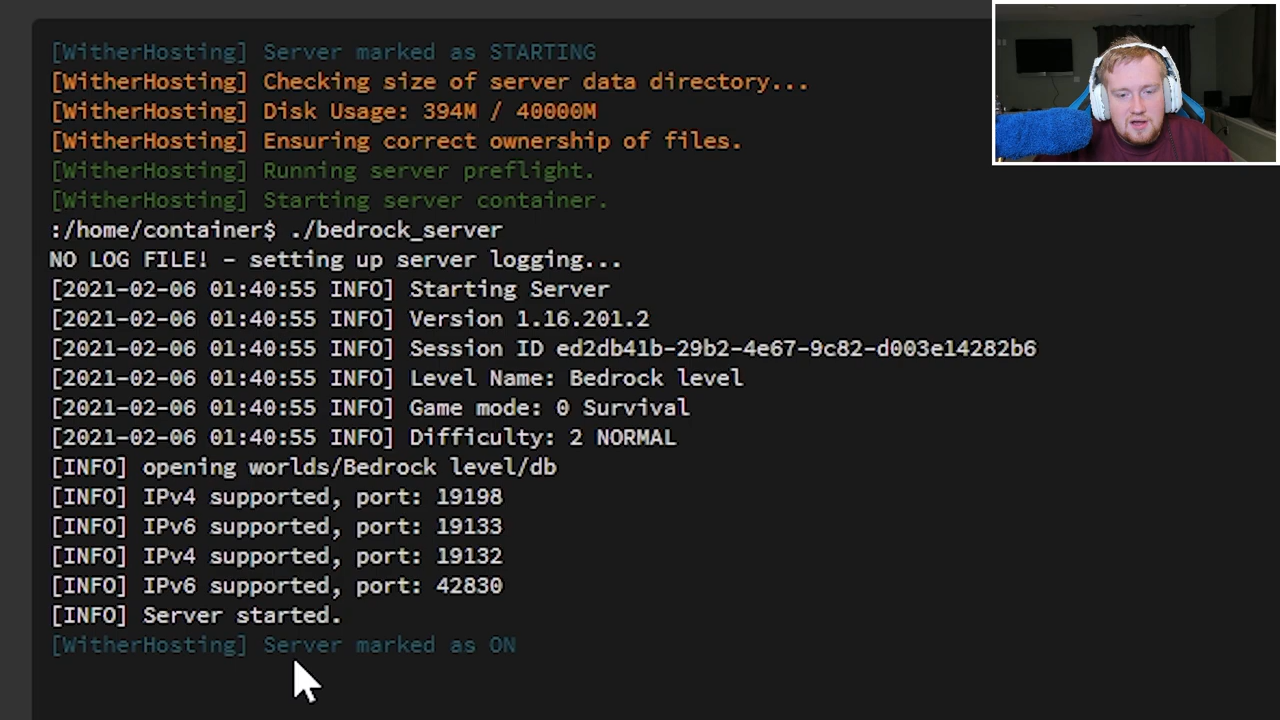 [WitherHosting] Server marked as STARTING
[WitherHosting] Checking size of server data directory...
[WitherHosting] Disk Usage: 394M / 40000M
[WitherHosting] Ensuring correct ownership of files.
[WitherHosting] Running server preflight.
[WitherHosting] Starting server container.
:/home/container$ ./bedrock_server
NO LOG FILE! - setting up server logging...
[2021-02-06 01:40:55 INFO] Starting Server
[2021-02-06 01:40:55 INFO] Version 1.16.201.2
[2021-02-06 01:40:55 INFO] Session ID ed2db41b-29b2-4e67-9c82-d003e14282b6
[2021-02-06 01:40:55 INFO] Level Name: Bedrock level
[2021-02-06 01:40:55 INFO] Game mode: 0 Survival
[2021-02-06 01:40:55 INFO] Difficulty: 2 NORMAL
[INFO] opening worlds/Bedrock level/db
[INFO] IPv4 supported, port: 19198
[INFO] IPv6 supported, port: 19133
[INFO] IPv4 supported, port: 19132
[INFO] IPv6 supported, port: 42830
[INFO] Server started.
[WitherHosting] Server marked as ON